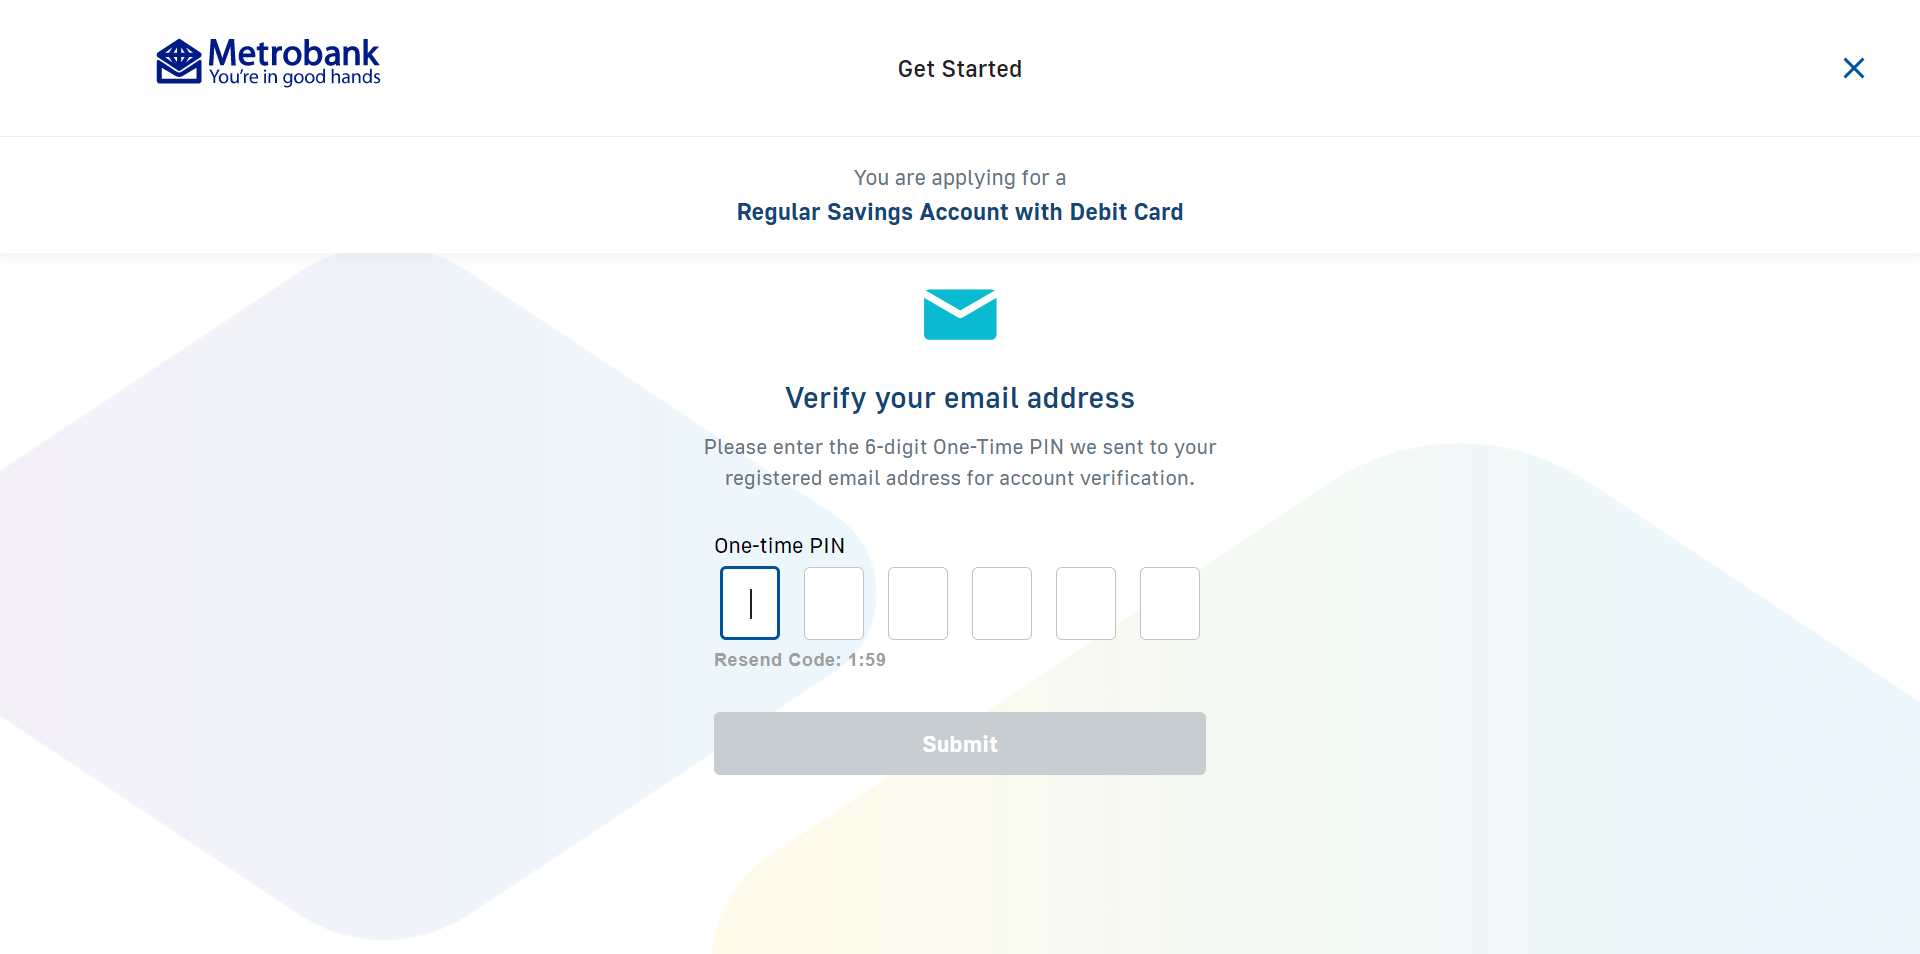 Metrobank
You're in good hands
Get Started
You are applying for a
Regular Savings Account with Debit Card
Verify your email address
Please enter the 6-digit One-Time PIN we sent to your
registered email address for account verification.
One-time PIN
Resend Code: 1:59
Submit